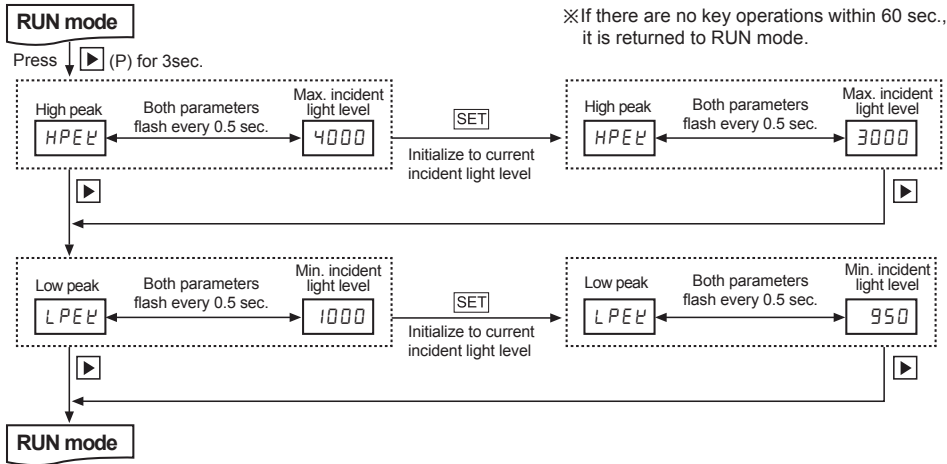 RUN mode
※If there are no key operations within 60 sec.,
it is returned to RUN mode.
Press ▶ (P) for 3sec.
High peak
HPEK
Both parameters
flash every 0.5 sec.
Max. incident
light level
4000
SET
Initialize to current
incident light level
High peak
HPEK
Both parameters
flash every 0.5 sec.
Max. incident
light level
3000
▶
▶
Low peak
LPEK
Both parameters
flash every 0.5 sec.
Min. incident
light level
1000
SET
Initialize to current
incident light level
Low peak
LPEK
Both parameters
flash every 0.5 sec.
Min. incident
light level
950
▶
▶
RUN mode